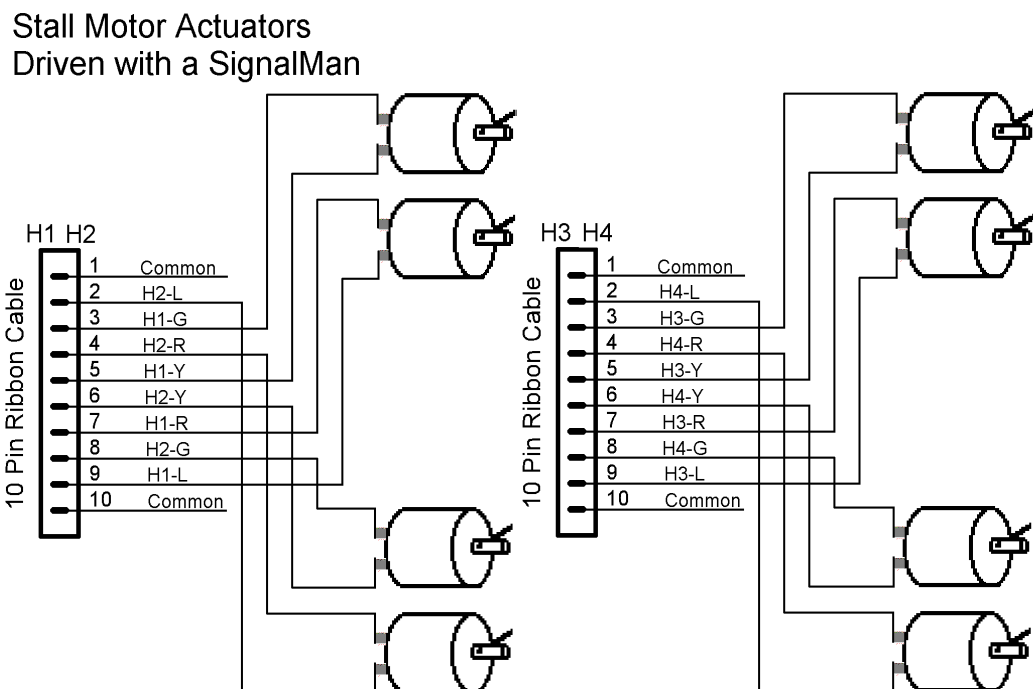 Stall Motor Actuators
Driven with a SignalMan
H1 H2
10 Pin Ribbon Cable
1 Common
2 H2-L
3 H1-G
4 H2-R
5 H1-Y
6 H2-Y
7 H1-R
8 H2-G
9 H1-L
10 Common
H3 H4
10 Pin Ribbon Cable
1 Common
2 H4-L
3 H3-G
4 H4-R
5 H3-Y
6 H4-Y
7 H3-R
8 H4-G
9 H3-L
10 Common